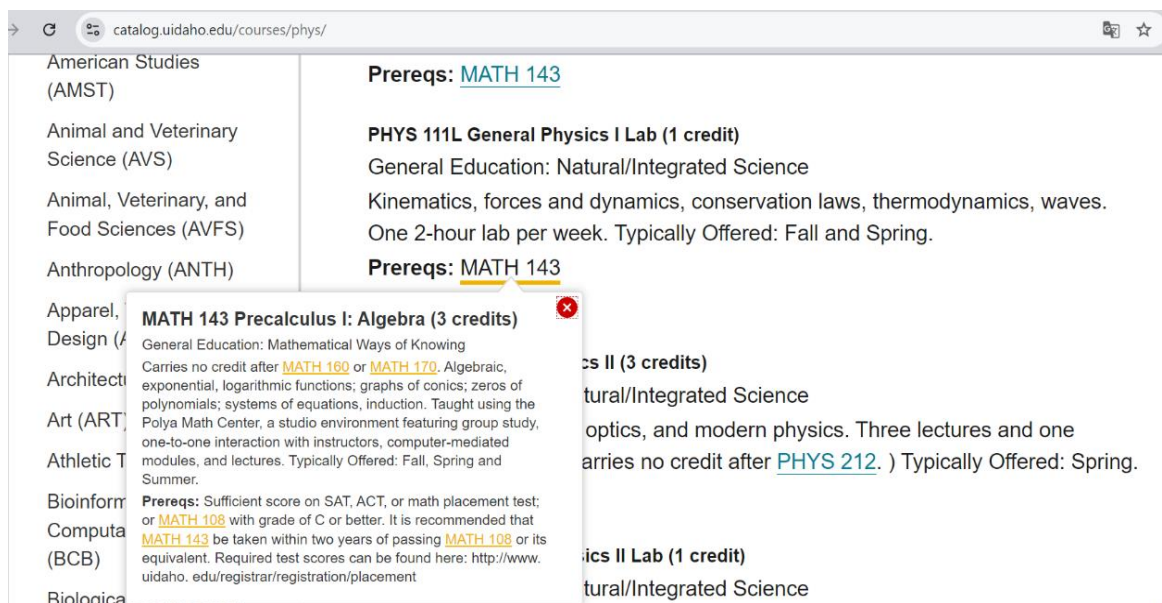 catalog.uidaho.edu/courses/phys/
American Studies
(AMST)
Animal and Veterinary
Science (AVS)
Animal, Veterinary, and
Food Sciences (AVFS)
Anthropology (ANTH)
Apparel,
Design (A
Architectu
Art (ART)
Athletic T
Bioinform
Computa
(BCB)
Biologica
Prereqs: MATH 143
PHYS 111L General Physics I Lab (1 credit)
General Education: Natural/Integrated Science
Kinematics, forces and dynamics, conservation laws, thermodynamics, waves.
One 2-hour lab per week. Typically Offered: Fall and Spring.
Prereqs: MATH 143
MATH 143 Precalculus I: Algebra (3 credits)
General Education: Mathematical Ways of Knowing
Carries no credit after MATH 160 or MATH 170. Algebraic,
exponential, logarithmic functions; graphs of conics; zeros of
polynomials; systems of equations, induction. Taught using the
Polya Math Center, a studio environment featuring group study,
one-to-one interaction with instructors, computer-mediated
modules, and lectures. Typically Offered: Fall, Spring and
Summer.
Prereqs: Sufficient score on SAT, ACT, or math placement test;
or MATH 108 with grade of C or better. It is recommended that
MATH 143 be taken within two years of passing MATH 108 or its
equivalent. Required test scores can be found here: http://www.
uidaho. edu/registrar/registration/placement
cs II (3 credits)
tural/Integrated Science
optics, and modern physics. Three lectures and one
arries no credit after PHYS 212. ) Typically Offered: Spring.
ics II Lab (1 credit)
tural/Integrated Science